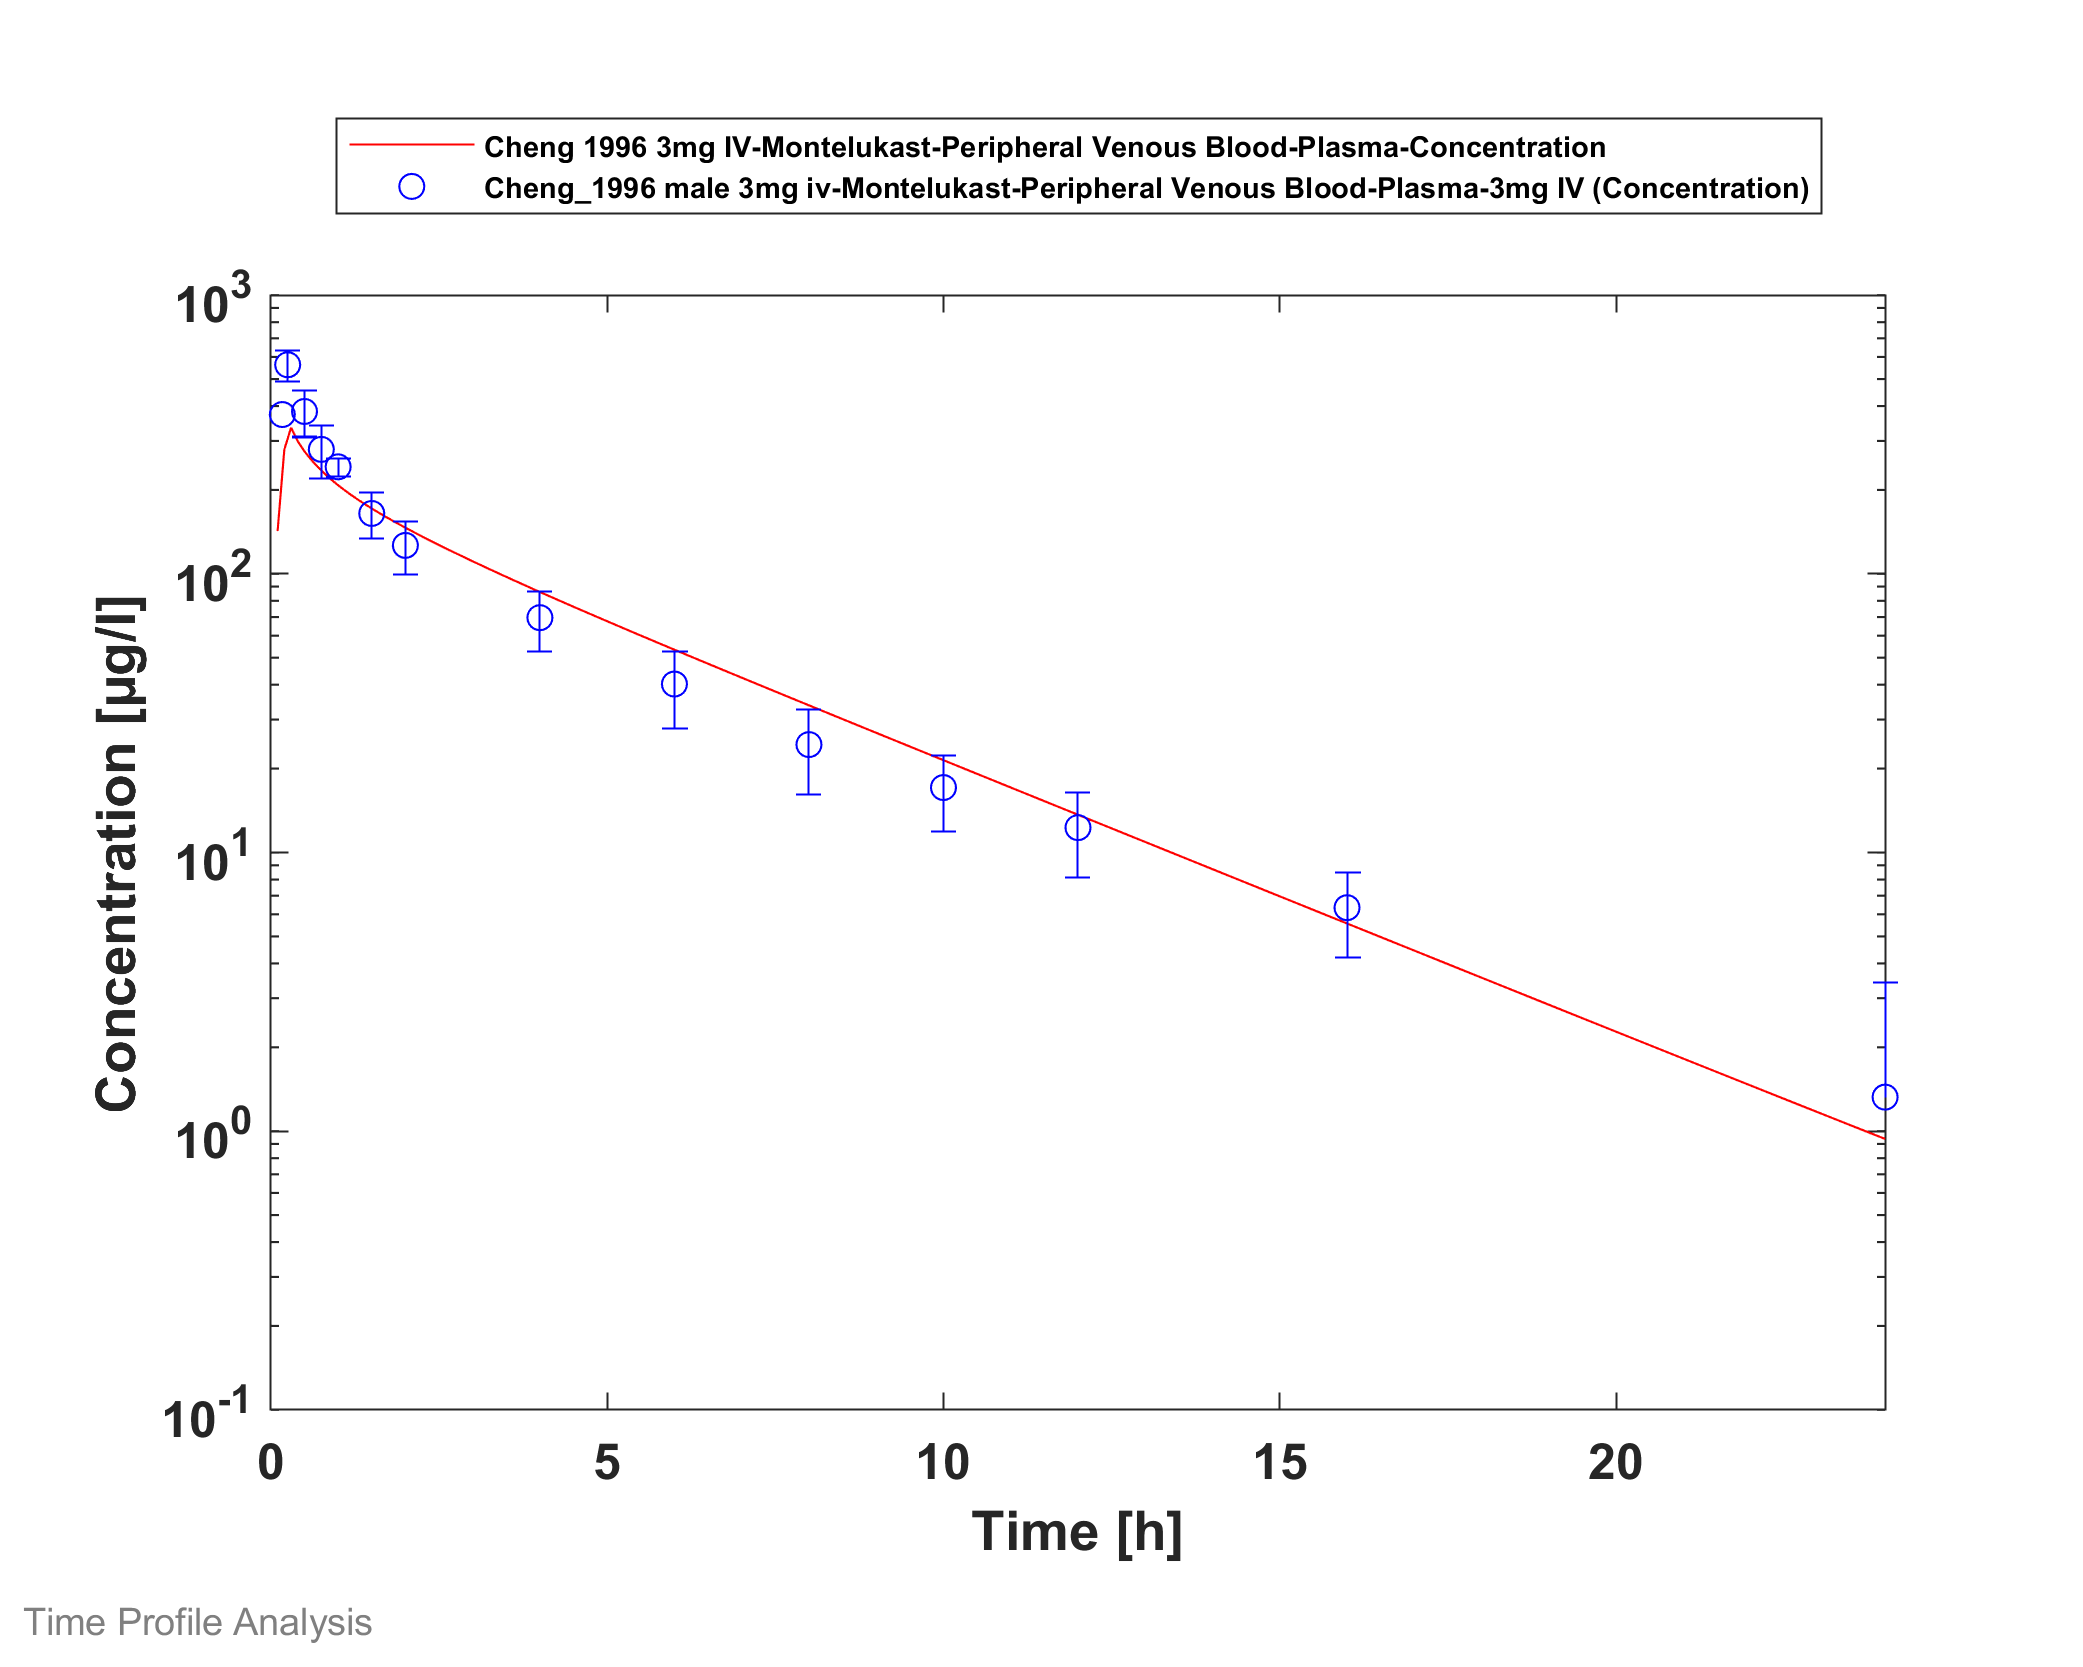 Cheng 1996 3mg IV-Montelukast-Peripheral Venous Blood-Plasma-Concentration
Cheng_1996 male 3mg iv-Montelukast-Peripheral Venous Blood-Plasma-3mg IV (Concentration)
10^3
10^2
10^1
10^0
10^-1
Concentration [µg/l]
0 5 10 15 20
Time [h]
Time Profile Analysis